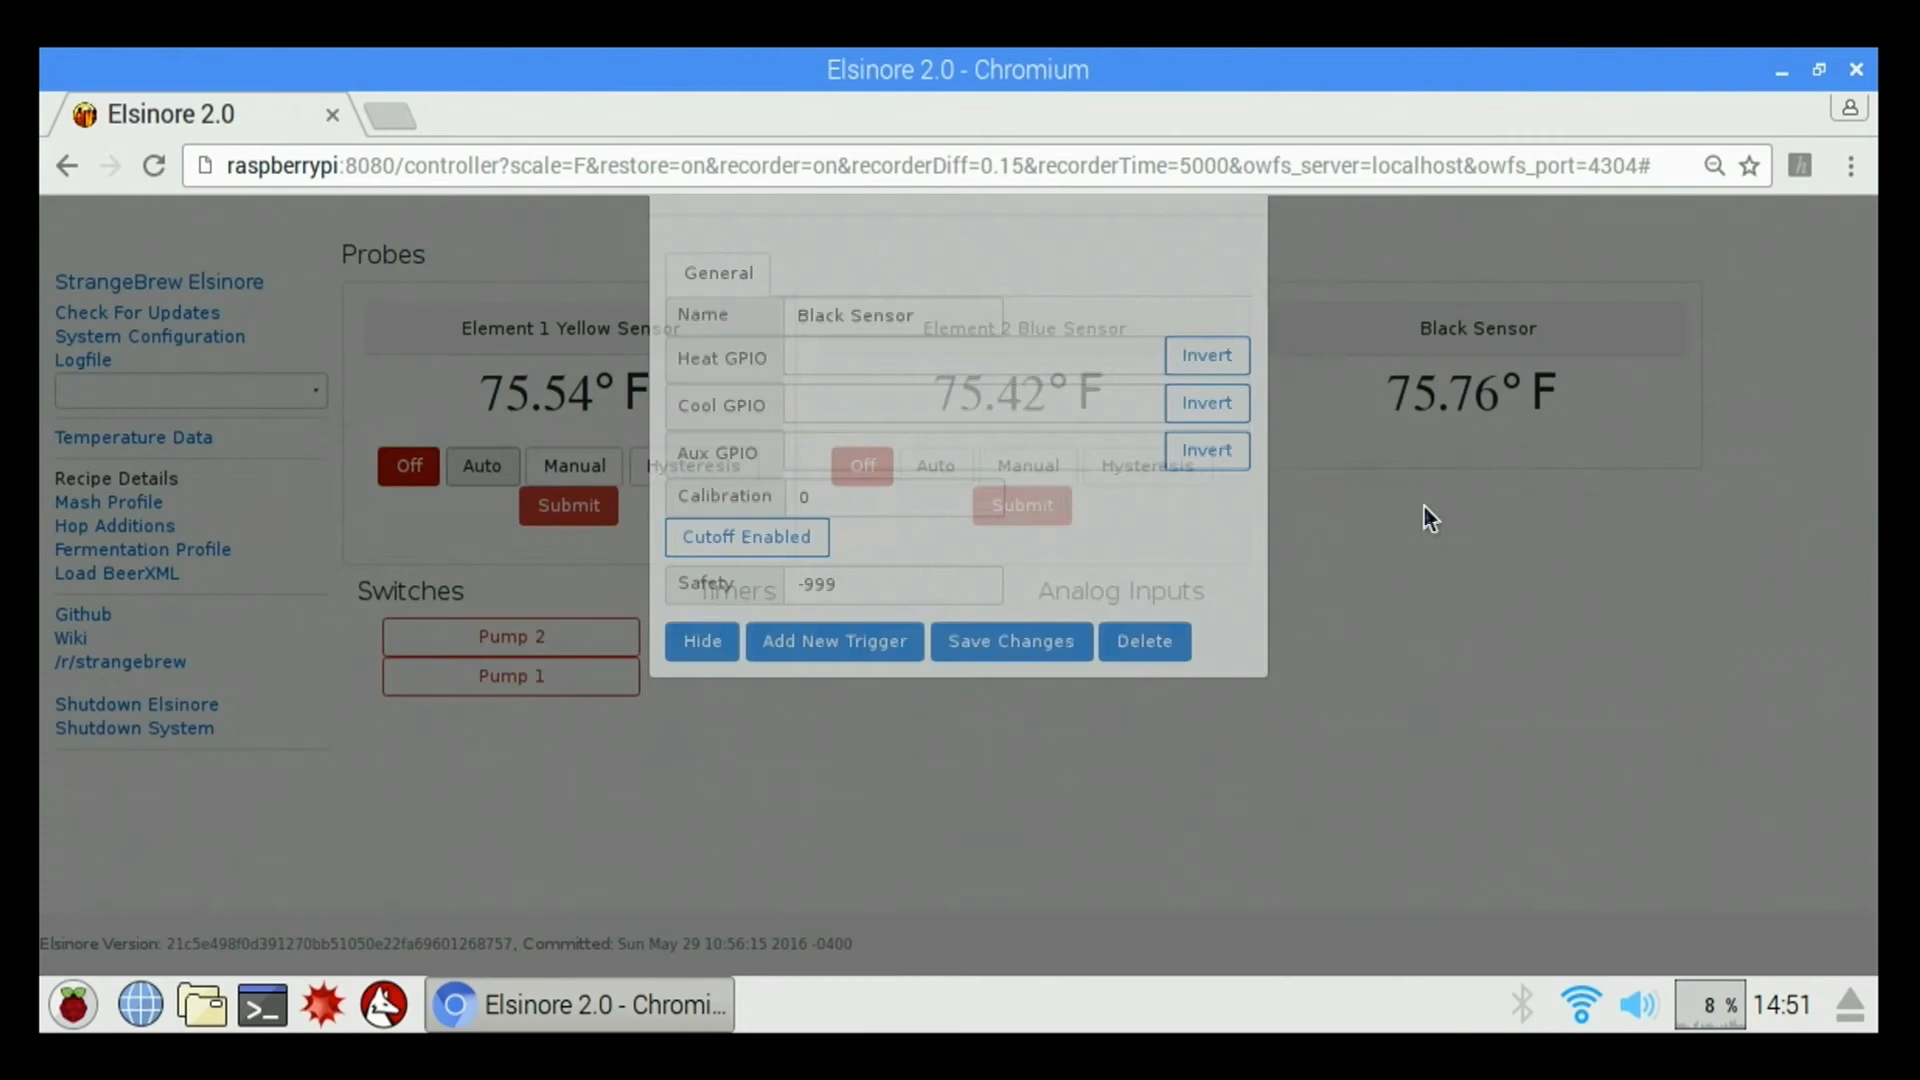 Elsinore 2.0 - Chromium
Elsinore 2.0
raspberrypi:8080/controller?scale=F&restore=on&recorder=on&recorderDiff=0.15&recorderTime=5000&owfs_server=localhost&owfs_port=4304#
StrangeBrew Elsinore
Check For Updates
System Configuration
Logfile
Temperature Data
Recipe Details
Mash Profile
Hop Additions
Fermentation Profile
Load BeerXML
Github
Wiki
/r/strangebrew
Shutdown Elsinore
Shutdown System
Probes
Element 1 Yellow Sensor
75.54° F
Off Auto Manual Hysteresis
Submit
Element 2 Blue Sensor
75.42° F
Off Auto Manual Hysteresis
Submit
Black Sensor
75.76° F
Switches
Pump 2
Pump 1
Timers
Analog Inputs
General
Name Black Sensor
Heat GPIO Invert
Cool GPIO Invert
Aux GPIO Invert
Calibration 0
Cutoff Enabled
Safety -999
Hide Add New Trigger Save Changes Delete
Elsinore Version: 21c5e498f0d391270bb51050e22fa69601268757, Committed: Sun May 29 10:56:15 2016 -0400
Elsinore 2.0 - Chromi...
8 %
14:51